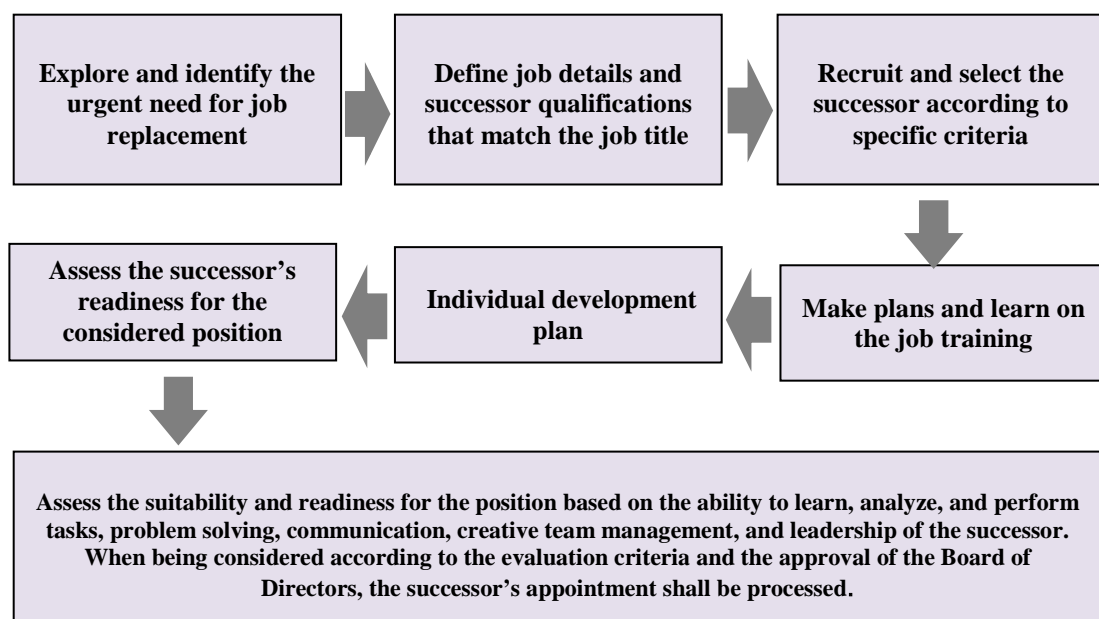 Explore and identify the
urgent need for job
replacement
Define job details and
successor qualifications
that match the job title
Recruit and select the
successor according to
specific criteria
Make plans and learn on
the job training
Individual development
plan
Assess the successor’s
readiness for the
considered position
Assess the suitability and readiness for the position based on the ability to learn, analyze, and perform
tasks, problem solving, communication, creative team management, and leadership of the successor.
When being considered according to the evaluation criteria and the approval of the Board of
Directors, the successor’s appointment shall be processed.